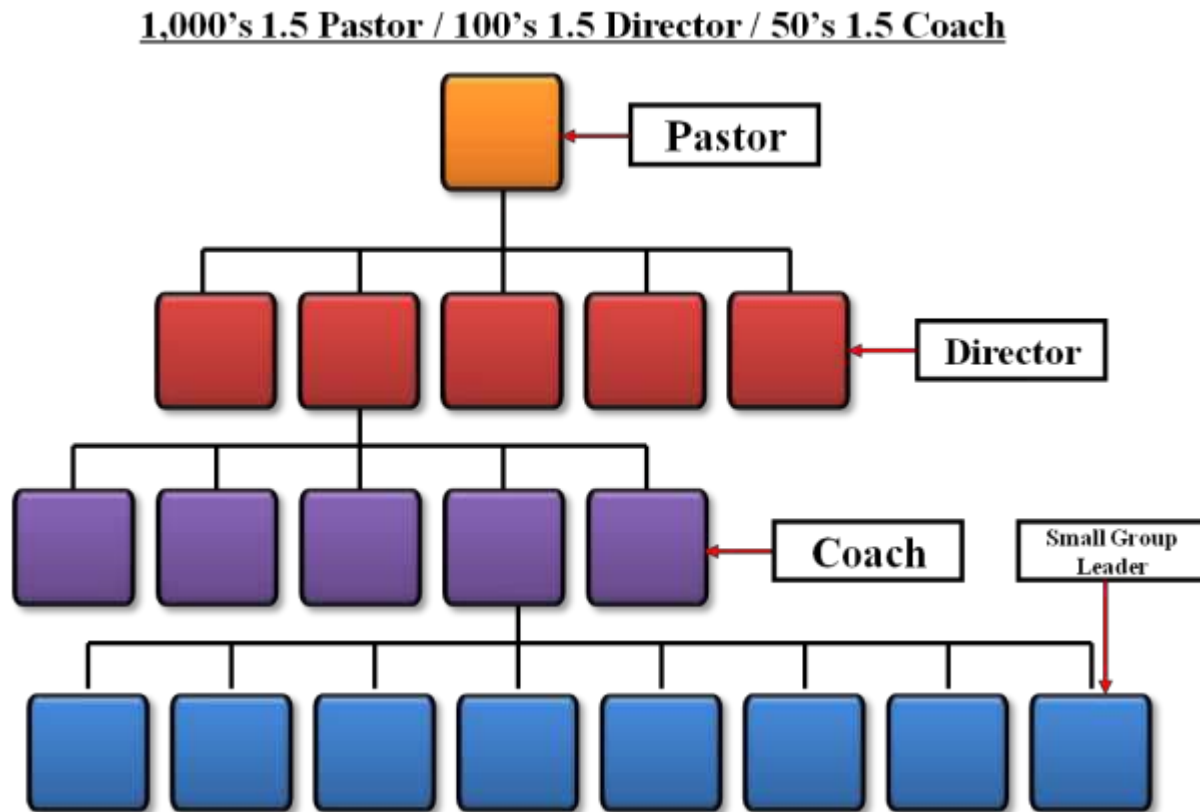 1,000’s 1.5 Pastor / 100’s 1.5 Director / 50’s 1.5 Coach
Pastor
Director
Coach
Small Group
Leader